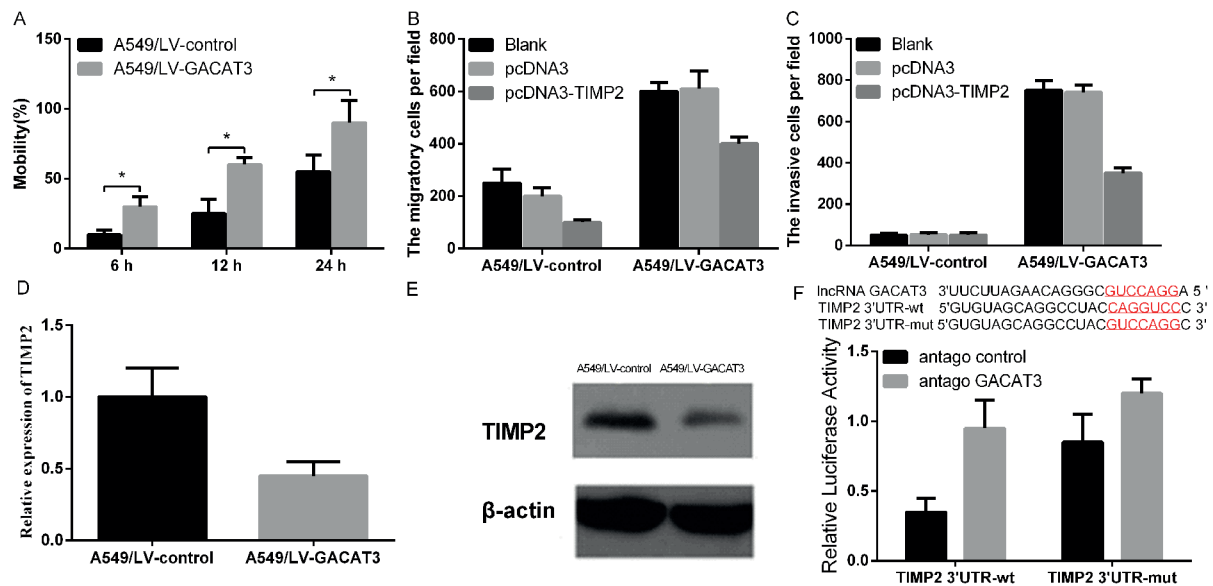 A
A549/LV-control
A549/LV-GACAT3
Mobility(%)
150
100
50
0
*
*
*
6 h
12 h
24 h
B
Blank
pcDNA3
pcDNA3-TIMP2
The migratory cells per field
800
600
400
200
0
A549/LV-control
A549/LV-GACAT3
C
Blank
pcDNA3
pcDNA3-TIMP2
The invasive cells per field
1000
800
600
400
200
0
A549/LV-control
A549/LV-GACAT3
D
Relative expression of TIMP2
1.5
1.0
0.5
0.0
A549/LV-control
A549/LV-GACAT3
E
A549/LV-control A549/LV-GACAT3
TIMP2
β-actin
F
lncRNA GACAT3 3'UUCUUAGAACAGGGCGUCCAGGA 5 '
TIMP2 3'UTR-wt 5'GUGUAGCAGGCCUACCAGGUCCC 3'
TIMP2 3'UTR-mut 5'GUGUAGCAGGCCUACGUCCAGGC 3'
antago control
antago GACAT3
Relative Luciferase Activity
1.5
1.0
0.5
0.0
TIMP2 3'UTR-wt
TIMP2 3'UTR-mut